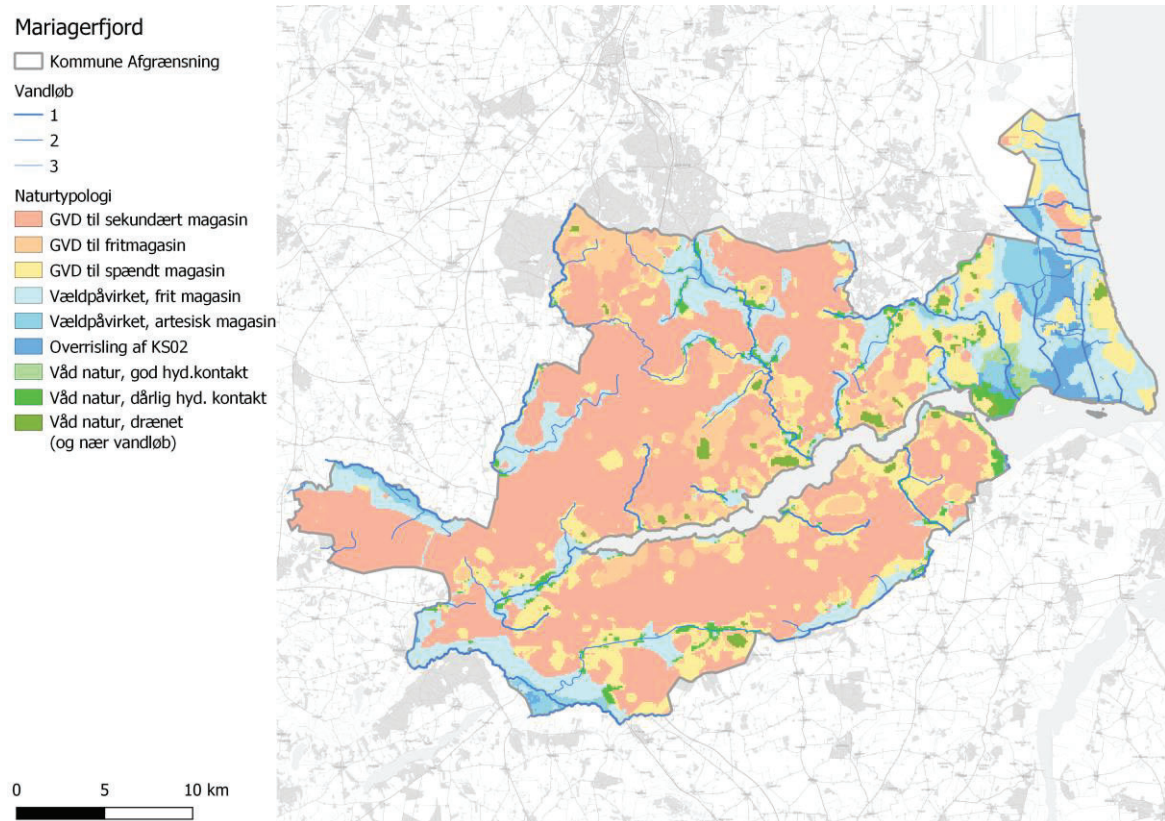 Mariagerfjord
Kommune Afgrænsning
Vandløb
1
2
3
Naturtypologi
GVD til sekundært magasin
GVD til fritmagasin
GVD til spændt magasin
Vældpåvirket, frit magasin
Vældpåvirket, artesisk magasin
Overrisling af KS02
Våd natur, god hyd.kontakt
Våd natur, dårlig hyd. kontakt
Våd natur, drænet
(og nær vandløb)
0 5 10 km